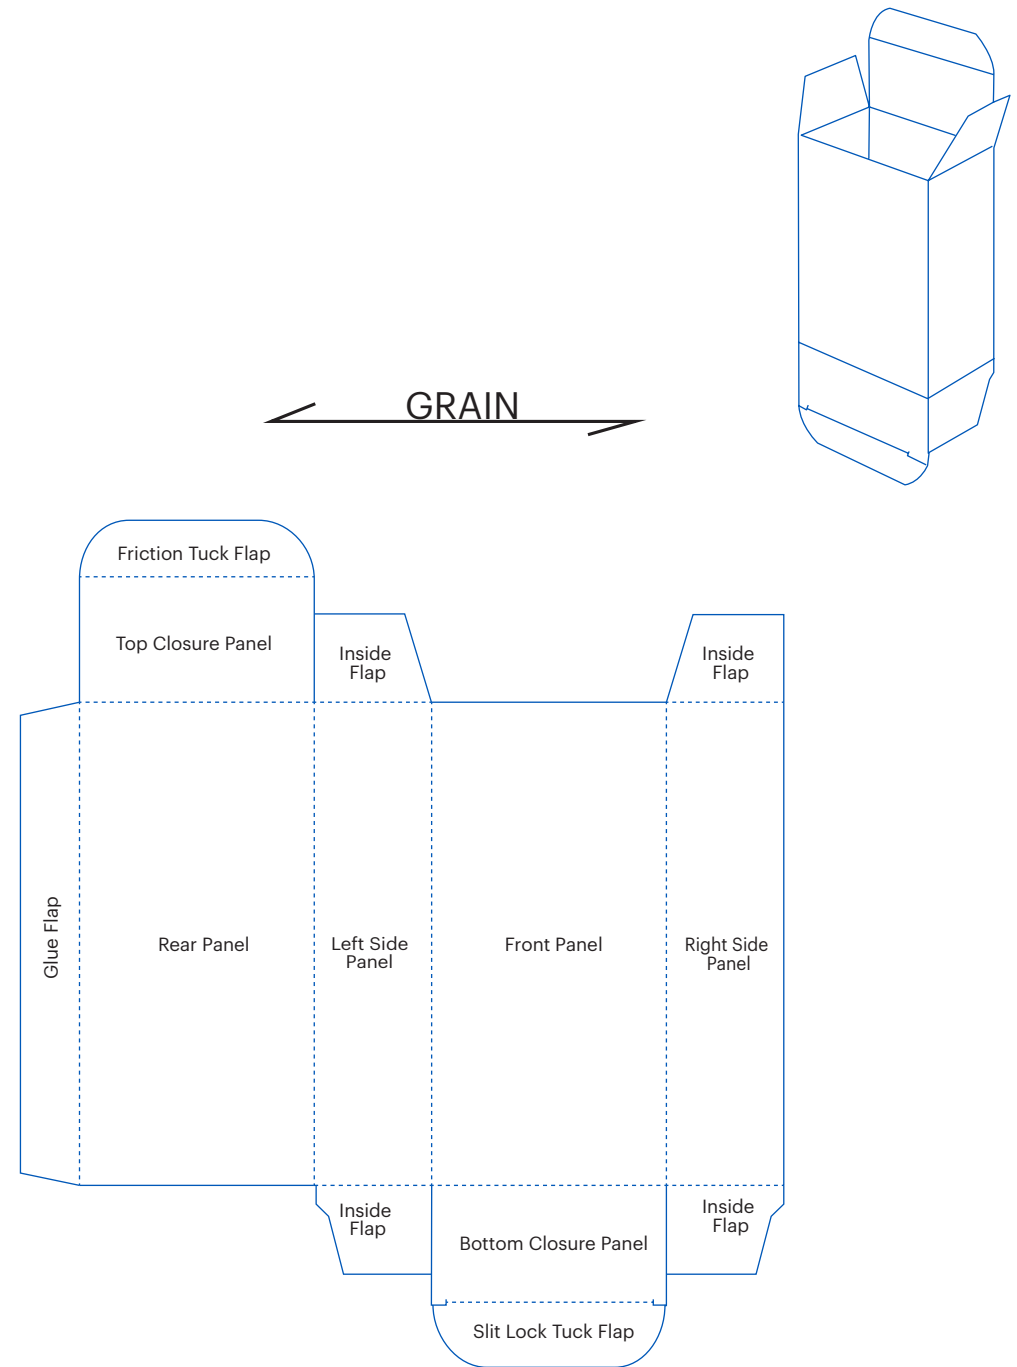 GRAIN
Friction Tuck Flap
Top Closure Panel
Inside
Flap
Inside
Flap
Glue Flap
Rear Panel
Left Side
Panel
Front Panel
Right Side
Panel
Inside
Flap
Bottom Closure Panel
Inside
Flap
Slit Lock Tuck Flap